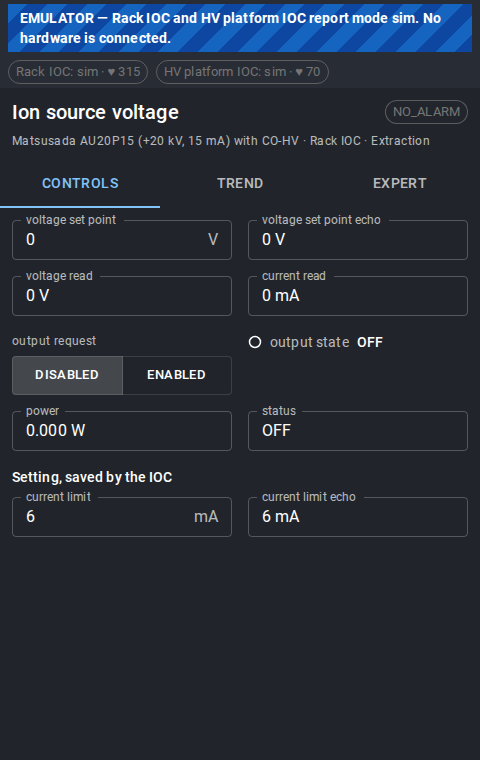 EMULATOR — Rack IOC and HV platform IOC report mode sim. No
hardware is connected.
Rack IOC: sim · ♥ 315
HV platform IOC: sim · ♥ 70
Ion source voltage
NO_ALARM
Matsusada AU20P15 (+20 kV, 15 mA) with CO-HV · Rack IOC · Extraction
CONTROLS
TREND
EXPERT
voltage set point
0 V
voltage set point echo
0 V
voltage read
0 V
current read
0 mA
output request
output state OFF
DISABLED
ENABLED
power
0.000 W
status
OFF
Setting, saved by the IOC
current limit
6 mA
current limit echo
6 mA